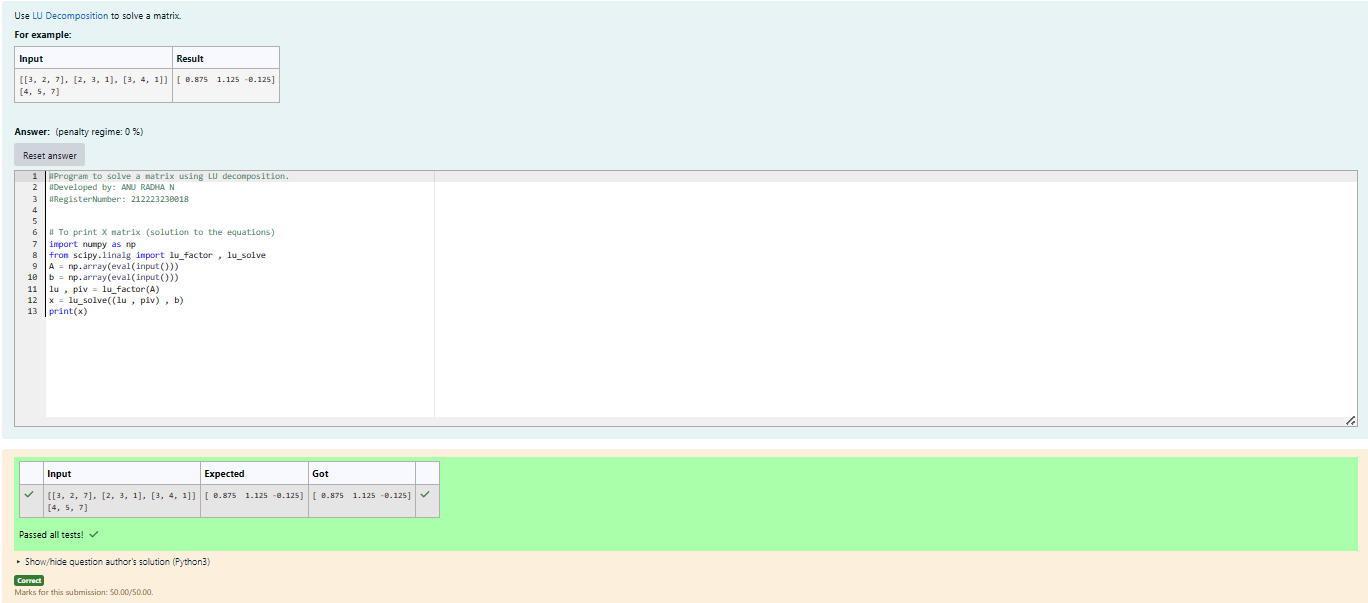 Use LU Decomposition to solve a matrix.
For example:
Input Result
[[3, 2, 7], [2, 3, 1], [3, 4, 1]] [ 0.875  1.125 -0.125]
[4, 5, 7]
Answer: (penalty regime: 0 %)
Reset answer
1 #Program to solve a matrix using LU decomposition.
2 #Developed by: ANU RADHA N
3 #RegisterNumber: 212223230018
4
5
6 # To print X matrix (solution to the equations)
7 import numpy as np
8 from scipy.linalg import lu_factor , lu_solve
9 A = np.array(eval(input()))
10 b = np.array(eval(input()))
11 lu , piv = lu_factor(A)
12 x = lu_solve((lu , piv) , b)
13 print(x)
Input Expected Got
[[3, 2, 7], [2, 3, 1], [3, 4, 1]] [ 0.875  1.125 -0.125] [ 0.875  1.125 -0.125]
[4, 5, 7]
Passed all tests!
Show/hide question author's solution (Python3)
Correct
Marks for this submission: 50.00/50.00.